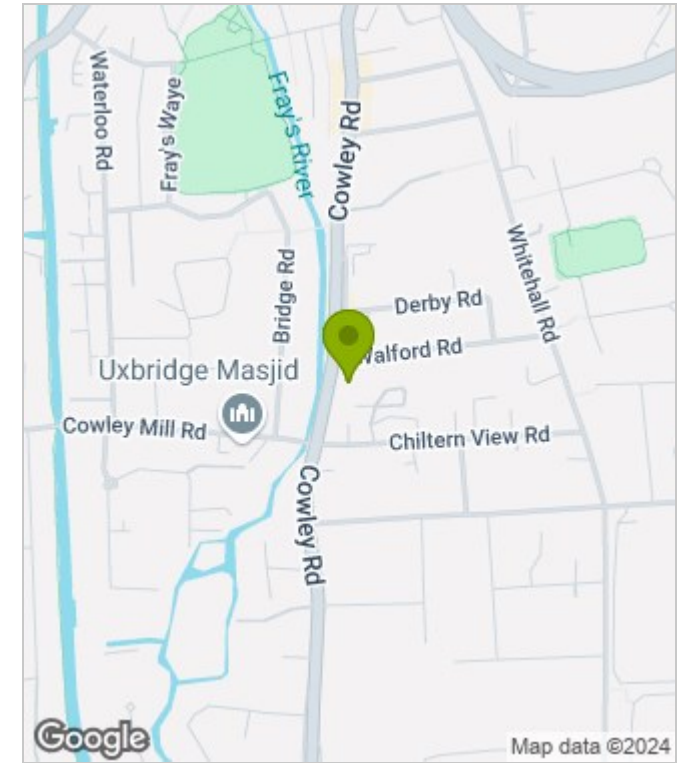 Waterloo Rd
Fray's Waye
Fray's River
Cowley Rd
Whitehall Rd
Bridge Rd
Derby Rd
Walford Rd
Uxbridge Masjid
Cowley Mill Rd
Chiltern View Rd
Cowley Rd
Google
Map data ©2024